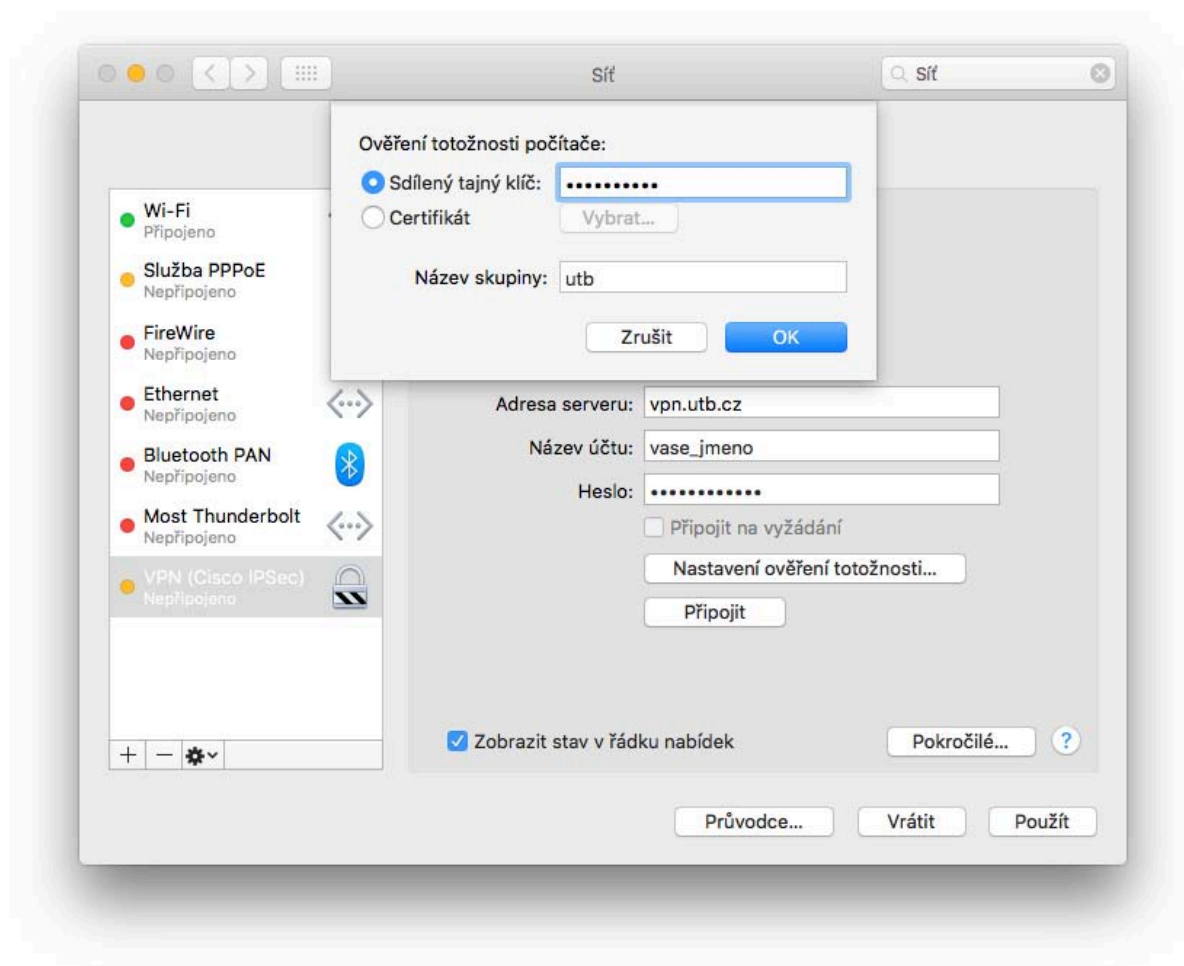 Síť
Síť
Ověření totožnosti počítače:
Sdílený tajný klíč: ••••••••••
Certifikát Vybrat...
Název skupiny: utb
Zrušit OK
Wi-Fi
Připojeno
Služba PPPoE
Nepřipojeno
FireWire
Nepřipojeno
Ethernet
Nepřipojeno
Bluetooth PAN
Nepřipojeno
Most Thunderbolt
Nepřipojeno
VPN (Cisco IPSec)
Nepřipojeno
Adresa serveru: vpn.utb.cz
Název účtu: vase_jmeno
Heslo: ••••••••••••
Připojit na vyžádání
Nastavení ověření totožnosti...
Připojit
Zobrazit stav v řádku nabídek Pokročilé... ?
Průvodce... Vrátit Použít